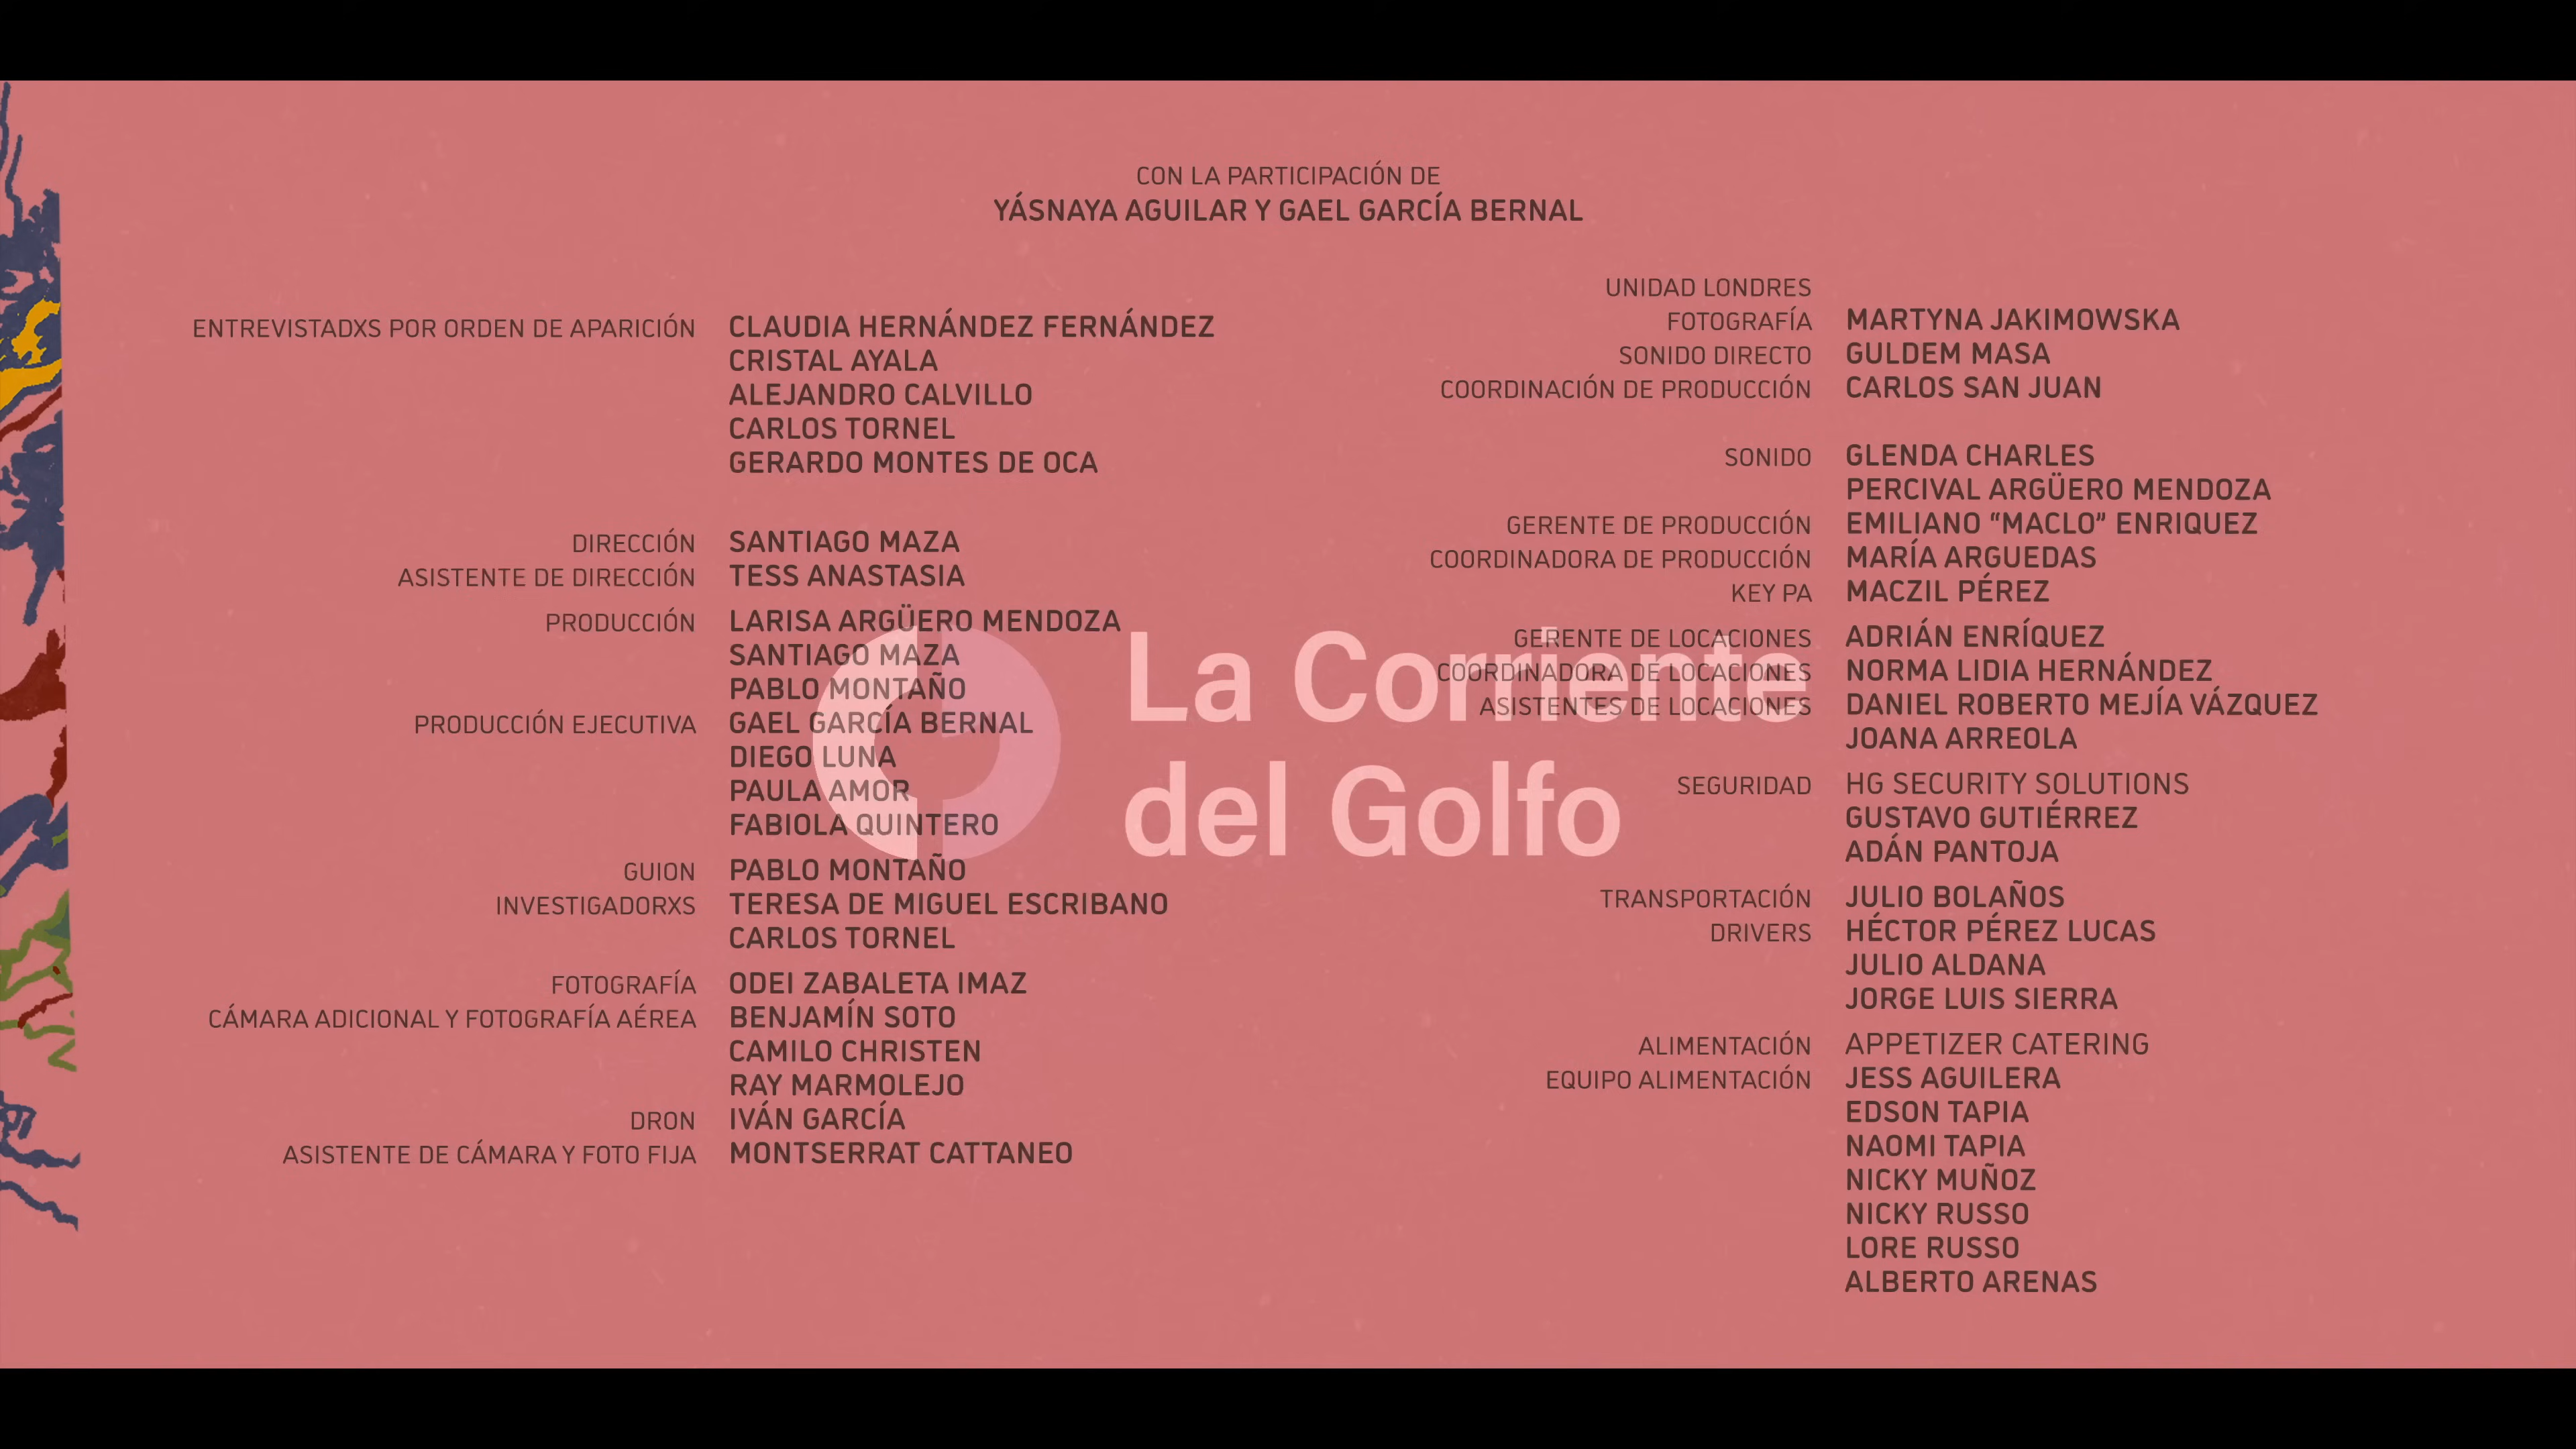 CON LA PARTICIPACIÓN DE
YÁSNAYA AGUILAR Y GAEL GARCÍA BERNAL
ENTREVISTADXS POR ORDEN DE APARICIÓN CLAUDIA HERNÁNDEZ FERNÁNDEZ
CRISTAL AYALA
ALEJANDRO CALVILLO
CARLOS TORNEL
GERARDO MONTES DE OCA
DIRECCIÓN SANTIAGO MAZA
ASISTENTE DE DIRECCIÓN TESS ANASTASIA
PRODUCCIÓN LARISA ARGÜERO MENDOZA
SANTIAGO MAZA
PABLO MONTAÑO
PRODUCCIÓN EJECUTIVA GAEL GARCÍA BERNAL
DIEGO LUNA
PAULA AMOR
FABIOLA QUINTERO
GUION PABLO MONTAÑO
INVESTIGADORXS TERESA DE MIGUEL ESCRIBANO
CARLOS TORNEL
FOTOGRAFÍA ODEI ZABALETA IMAZ
CÁMARA ADICIONAL Y FOTOGRAFÍA AÉREA BENJAMÍN SOTO
CAMILO CHRISTEN
RAY MARMOLEJO
DRON IVÁN GARCÍA
ASISTENTE DE CÁMARA Y FOTO FIJA MONTSERRAT CATTANEO
UNIDAD LONDRES
FOTOGRAFÍA MARTYNA JAKIMOWSKA
SONIDO DIRECTO GULDEM MASA
COORDINACIÓN DE PRODUCCIÓN CARLOS SAN JUAN
SONIDO GLENDA CHARLES
PERCIVAL ARGÜERO MENDOZA
GERENTE DE PRODUCCIÓN EMILIANO “MACLO” ENRIQUEZ
COORDINADORA DE PRODUCCIÓN MARÍA ARGUEDAS
KEY PA MACZIL PÉREZ
GERENTE DE LOCACIONES ADRIÁN ENRÍQUEZ
COORDINADORA DE LOCACIONES NORMA LIDIA HERNÁNDEZ
ASISTENTES DE LOCACIONES DANIEL ROBERTO MEJÍA VÁZQUEZ
JOANA ARREOLA
SEGURIDAD HG SECURITY SOLUTIONS
GUSTAVO GUTIÉRREZ
ADÁN PANTOJA
TRANSPORTACIÓN JULIO BOLAÑOS
DRIVERS HÉCTOR PÉREZ LUCAS
JULIO ALDANA
JORGE LUIS SIERRA
ALIMENTACIÓN APPETIZER CATERING
EQUIPO ALIMENTACIÓN JESS AGUILERA
EDSON TAPIA
NAOMI TAPIA
NICKY MUÑOZ
NICKY RUSSO
LORE RUSSO
ALBERTO ARENAS
La Corriente
del Golfo